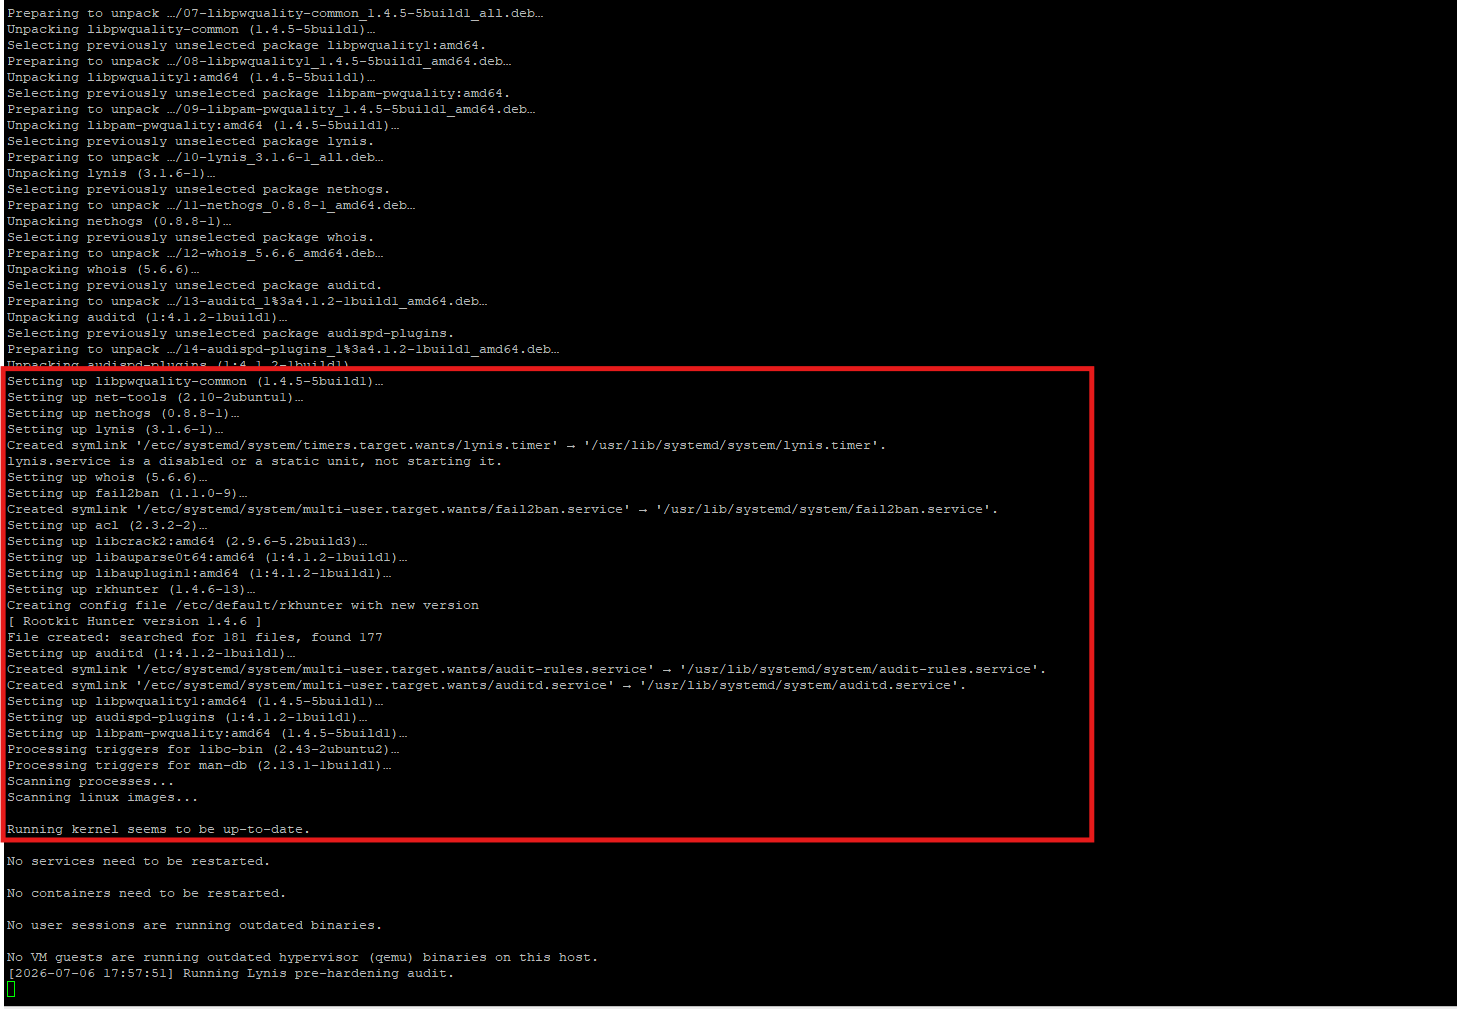 Preparing to unpack …/07-libpwquality-common_1.4.5-5build1_all.deb…
Unpacking libpwquality-common (1.4.5-5build1)…
Selecting previously unselected package libpwquality1:amd64.
Preparing to unpack …/08-libpwquality1_1.4.5-5build1_amd64.deb…
Unpacking libpwquality1:amd64 (1.4.5-5build1)…
Selecting previously unselected package libpam-pwquality:amd64.
Preparing to unpack …/09-libpam-pwquality_1.4.5-5build1_amd64.deb…
Unpacking libpam-pwquality:amd64 (1.4.5-5build1)…
Selecting previously unselected package lynis.
Preparing to unpack …/10-lynis_3.1.6-1_all.deb…
Unpacking lynis (3.1.6-1)…
Selecting previously unselected package nethogs.
Preparing to unpack …/11-nethogs_0.8.8-1_amd64.deb…
Unpacking nethogs (0.8.8-1)…
Selecting previously unselected package whois.
Preparing to unpack …/12-whois_5.6.6_amd64.deb…
Unpacking whois (5.6.6)…
Selecting previously unselected package auditd.
Preparing to unpack …/13-auditd_1%3a4.1.2-1build1_amd64.deb…
Unpacking auditd (1:4.1.2-1build1)…
Selecting previously unselected package audispd-plugins.
Preparing to unpack …/14-audispd-plugins_1%3a4.1.2-1build1_amd64.deb…
Unpacking audispd-plugins (1:4.1.2-1build1)…
Setting up libpwquality-common (1.4.5-5build1)…
Setting up net-tools (2.10-2ubuntu1)…
Setting up nethogs (0.8.8-1)…
Setting up lynis (3.1.6-1)…
Created symlink '/etc/systemd/system/timers.target.wants/lynis.timer' → '/usr/lib/systemd/system/lynis.timer'.
lynis.service is a disabled or a static unit, not starting it.
Setting up whois (5.6.6)…
Setting up fail2ban (1.1.0-9)…
Created symlink '/etc/systemd/system/multi-user.target.wants/fail2ban.service' → '/usr/lib/systemd/system/fail2ban.service'.
Setting up acl (2.3.2-2)…
Setting up libcrack2:amd64 (2.9.6-5.2build3)…
Setting up libauparse0t64:amd64 (1:4.1.2-1build1)…
Setting up libauplugin1:amd64 (1:4.1.2-1build1)…
Setting up rkhunter (1.4.6-13)…
Creating config file /etc/default/rkhunter with new version
[ Rootkit Hunter version 1.4.6 ]
File created: searched for 181 files, found 177
Setting up auditd (1:4.1.2-1build1)…
Created symlink '/etc/systemd/system/multi-user.target.wants/audit-rules.service' → '/usr/lib/systemd/system/audit-rules.service'.
Created symlink '/etc/systemd/system/multi-user.target.wants/auditd.service' → '/usr/lib/systemd/system/auditd.service'.
Setting up libpwquality1:amd64 (1.4.5-5build1)…
Setting up audispd-plugins (1:4.1.2-1build1)…
Setting up libpam-pwquality:amd64 (1.4.5-5build1)…
Processing triggers for libc-bin (2.43-2ubuntu2)…
Processing triggers for man-db (2.13.1-1build1)…
Scanning processes...
Scanning linux images...
Running kernel seems to be up-to-date.
No services need to be restarted.
No containers need to be restarted.
No user sessions are running outdated binaries.
No VM guests are running outdated hypervisor (qemu) binaries on this host.
[2026-07-06 17:57:51] Running Lynis pre-hardening audit.